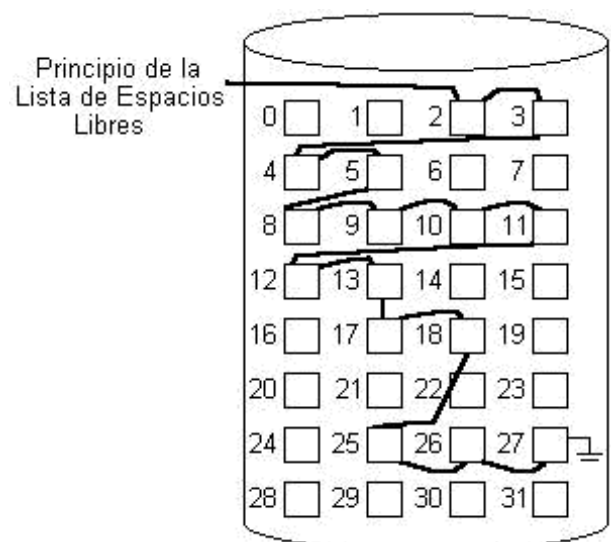 Principio de la
Lista de Espacios
Libres
0 1 2 3
4 5 6 7
8 9 10 11
12 13 14 15
16 17 18 19
20 21 22 23
24 25 26 27
28 29 30 31